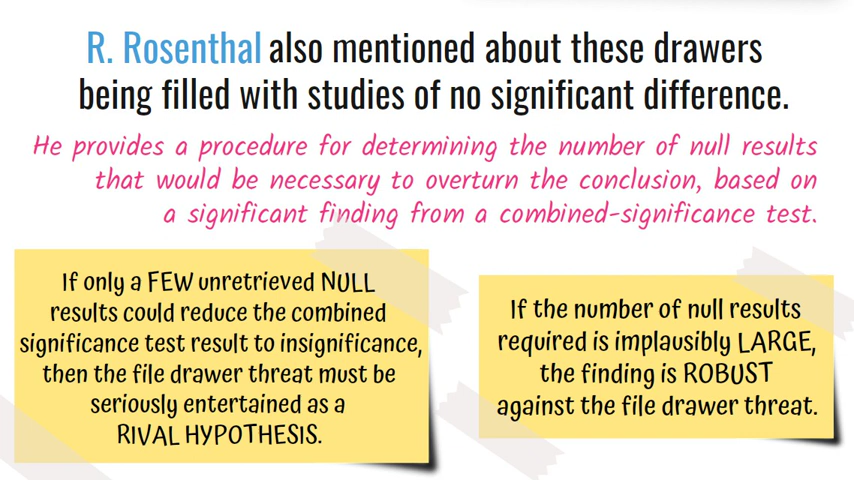 R. Rosenthal also mentioned about these drawers
being filled with studies of no significant difference.
He provides a procedure for determining the number of null results
that would be necessary to overturn the conclusion, based on
a significant finding from a combined-significance test.
If only a FEW unretrieved NULL
results could reduce the combined
significance test result to insignificance,
then the file drawer threat must be
seriously entertained as a
RIVAL HYPOTHESIS.
If the number of null results
required is implausibly LARGE,
the finding is ROBUST
against the file drawer threat.